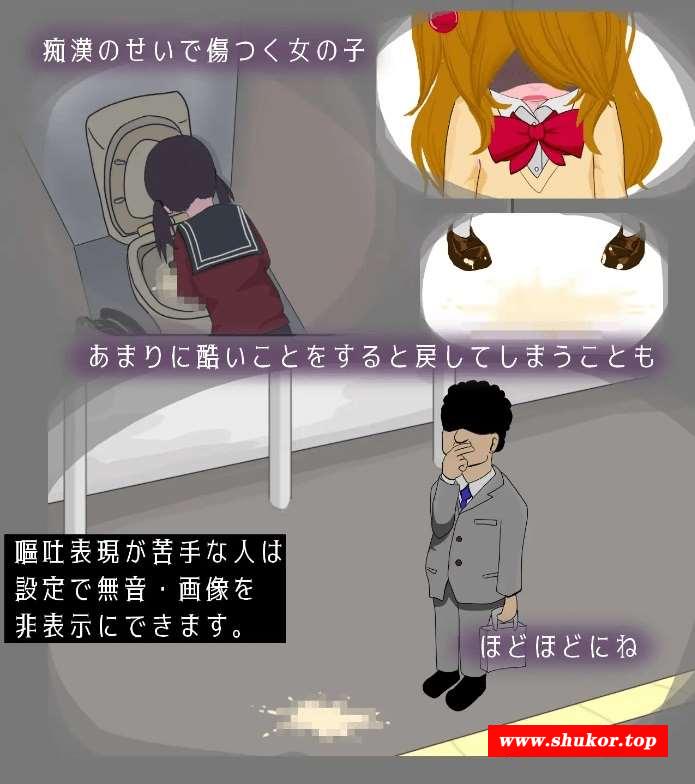 痴漢のせいで傷つく女の子
あまりに酷いことをすると戻してしまうことも
嘔吐表現が苦手な人は
設定で無音・画像を
非表示にできます。
ほどほどにね
www.shukor.top